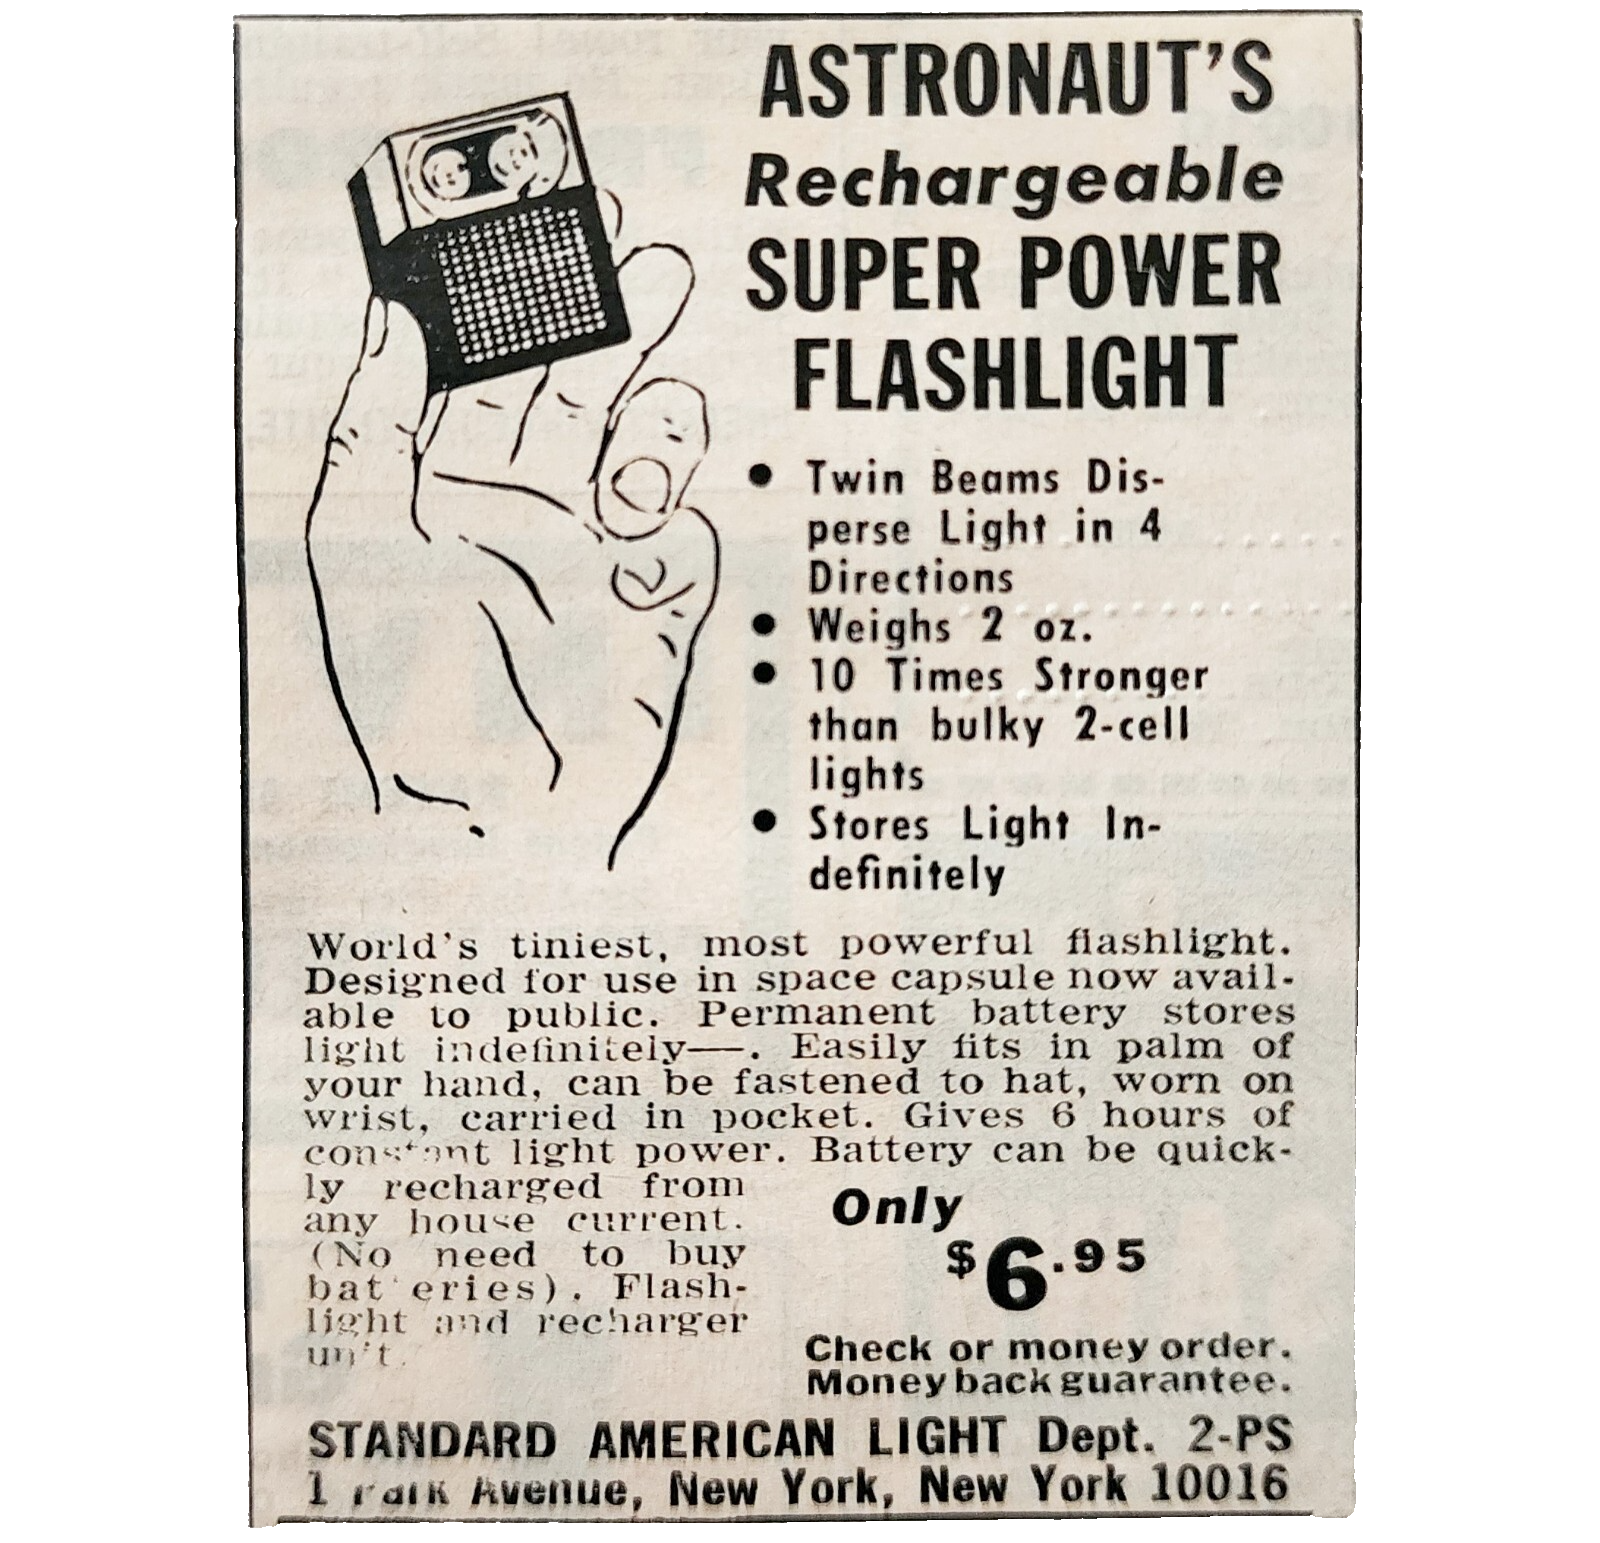 ASTRONAUT'S
Rechargeable
SUPER POWER
FLASHLIGHT
• Twin Beams Dis-
perse Light in 4
Directions
• Weighs 2 oz.
• 10 Times Stronger
than bulky 2-cell
lights
• Stores Light In-
definitely
World's tiniest, most powerful flashlight.
Designed for use in space capsule now avail-
able to public. Permanent battery stores
light indefinitely—. Easily fits in palm of
your hand, can be fastened to hat, worn on
wrist, carried in pocket. Gives 6 hours of
constant light power. Battery can be quick-
ly recharged from
any house current.
(No need to buy
batteries). Flash-
light and recharger
unit.
Only
$6.95
Check or money order.
Money back guarantee.
STANDARD AMERICAN LIGHT Dept. 2-PS
1 Park Avenue, New York, New York 10016